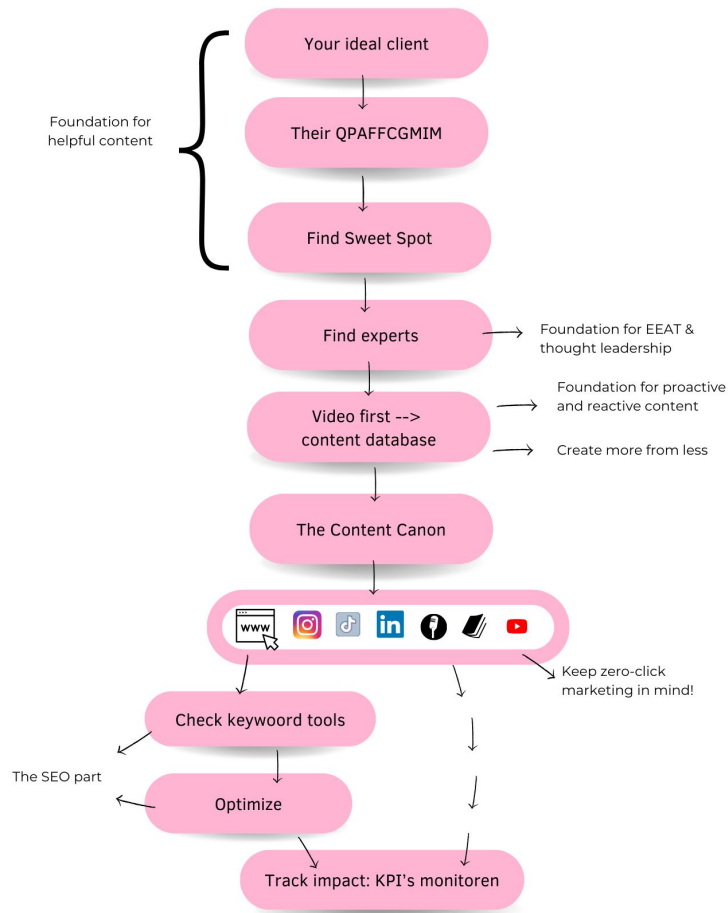 Your ideal client
Foundation for
helpful content
Their QPAFFCGMIM
Find Sweet Spot
Find experts
Foundation for EEAT &
thought leadership
Video first -->
content database
Foundation for proactive
and reactive content
Create more from less
The Content Canon
www
in
Keep zero-click
marketing in mind!
Check keywoord tools
The SEO part
Optimize
Track impact: KPI's monitoren